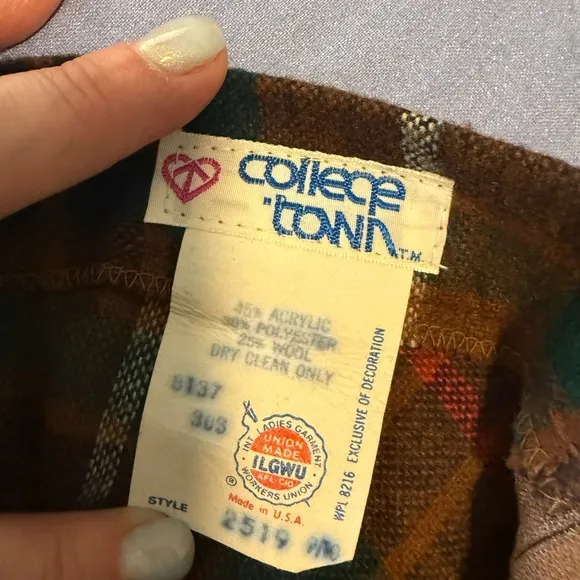 college
town T.M.
45% ACRYLIC
30% POLYESTER
25% WOOL
DRY CLEAN ONLY
8137
303
INT. LADIES GARMENT
WORKERS UNION
UNION
MADE
ILGWU
AFL-CIO
®
Made in U.S.A.
WPL 8216 EXCLUSIVE OF DECORATION
STYLE
2519